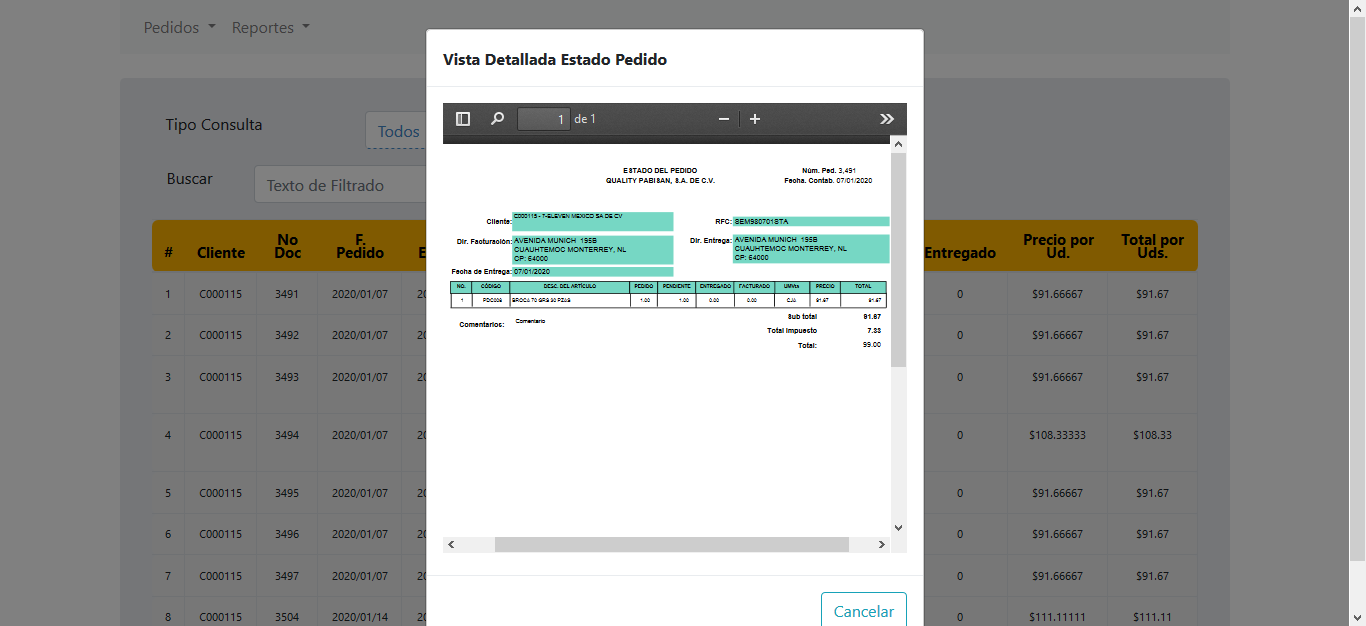 Pedidos Reportes
Vista Detallada Estado Pedido
Tipo Consulta
Todos
1 de 1
Buscar
Texto de Filtrado
ESTADO DEL PEDIDO
QUALITY PABISAN, S.A. DE C.V.
Núm. Ped. 3,491
Fecha. Contab. 07/01/2020
Cliente: C000115 - 7-ELEVEN MEXICO SA DE CV
RFC: SEM980701STA
Dir. Facturación: AVENIDA MUNICH 195B
CUAUHTEMOC MONTERREY, NL
CP: 64000
Dir. Entrega: AVENIDA MUNICH 195B
CUAUHTEMOC MONTERREY, NL
CP: 64000
Fecha de Entrega: 07/01/2020
NO. CÓDIGO DESC. DEL ARTÍCULO PEDIDO PENDIENTE ENTREGADO FACTURADO UMVta PRECIO TOTAL
1 BROCA 70 GRS 30 PZAS 1.00 1.00 0.00 0.00 CJA 91.67 91.67
Comentarios: Comentario
Sub total 91.67
Total Impuesto 7.33
Total: 99.00
# Cliente No Doc F. Pedido E Entregado Precio por Ud. Total por Uds.
1 C000115 3491 2020/01/07 20 0 $91.66667 $91.67
2 C000115 3492 2020/01/07 20 0 $91.66667 $91.67
3 C000115 3493 2020/01/07 20 0 $91.66667 $91.67
4 C000115 3494 2020/01/07 20 0 $108.33333 $108.33
5 C000115 3495 2020/01/07 20 0 $91.66667 $91.67
6 C000115 3496 2020/01/07 20 0 $91.66667 $91.67
7 C000115 3497 2020/01/07 20 0 $91.66667 $91.67
8 C000115 3504 2020/01/14 20 0 $111.11111 $111.11
Cancelar